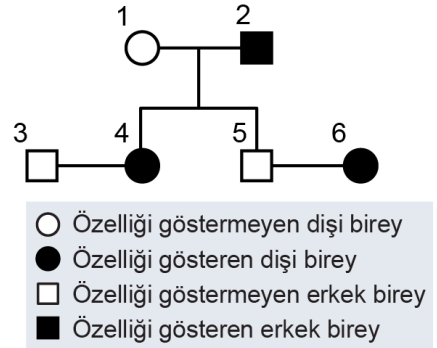 1
2
3
4
5
6
Özelliği göstermeyen dişi birey
Özelliği gösteren dişi birey
Özelliği göstermeyen erkek birey
Özelliği gösteren erkek birey